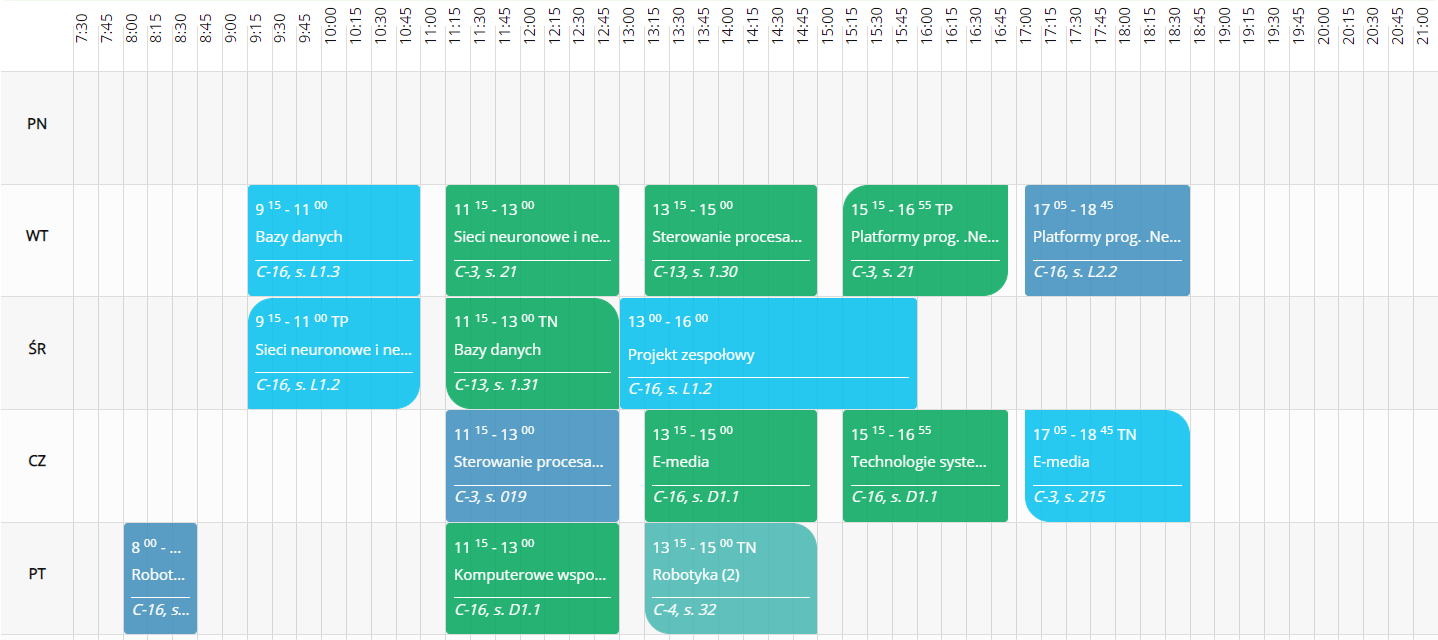 7:30 7:45 8:00 8:15 8:30 8:45 9:00 9:15 9:30 9:45 10:00 10:15 10:30 10:45 11:00 11:15 11:30 11:45 12:00 12:15 12:30 12:45 13:00 13:15 13:30 13:45 14:00 14:15 14:30 14:45 15:00 15:15 15:30 15:45 16:00 16:15 16:30 16:45 17:00 17:15 17:30 17:45 18:00 18:15 18:30 18:45 19:00 19:15 19:30 19:45 20:00 20:15 20:30 20:45 21:00
PN
WT
9 15 - 11 00
Bazy danych
C-16, s. L1.3
11 15 - 13 00
Sieci neuronowe i ne...
C-3, s. 21
13 15 - 15 00
Sterowanie procesa...
C-13, s. 1.30
15 15 - 16 55 TP
Platformy prog. .Ne...
C-3, s. 21
17 05 - 18 45
Platformy prog. .Ne...
C-16, s. L2.2
ŚR
9 15 - 11 00 TP
Sieci neuronowe i ne...
C-16, s. L1.2
11 15 - 13 00 TN
Bazy danych
C-13, s. 1.31
13 00 - 16 00
Projekt zespołowy
C-16, s. L1.2
CZ
11 15 - 13 00
Sterowanie procesa...
C-3, s. 019
13 15 - 15 00
E-media
C-16, s. D1.1
15 15 - 16 55
Technologie syste...
C-16, s. D1.1
17 05 - 18 45 TN
E-media
C-3, s. 215
PT
8 00 - ...
Robot...
C-16, s...
11 15 - 13 00
Komputerowe wspo...
C-16, s. D1.1
13 15 - 15 00 TN
Robotyka (2)
C-4, s. 32